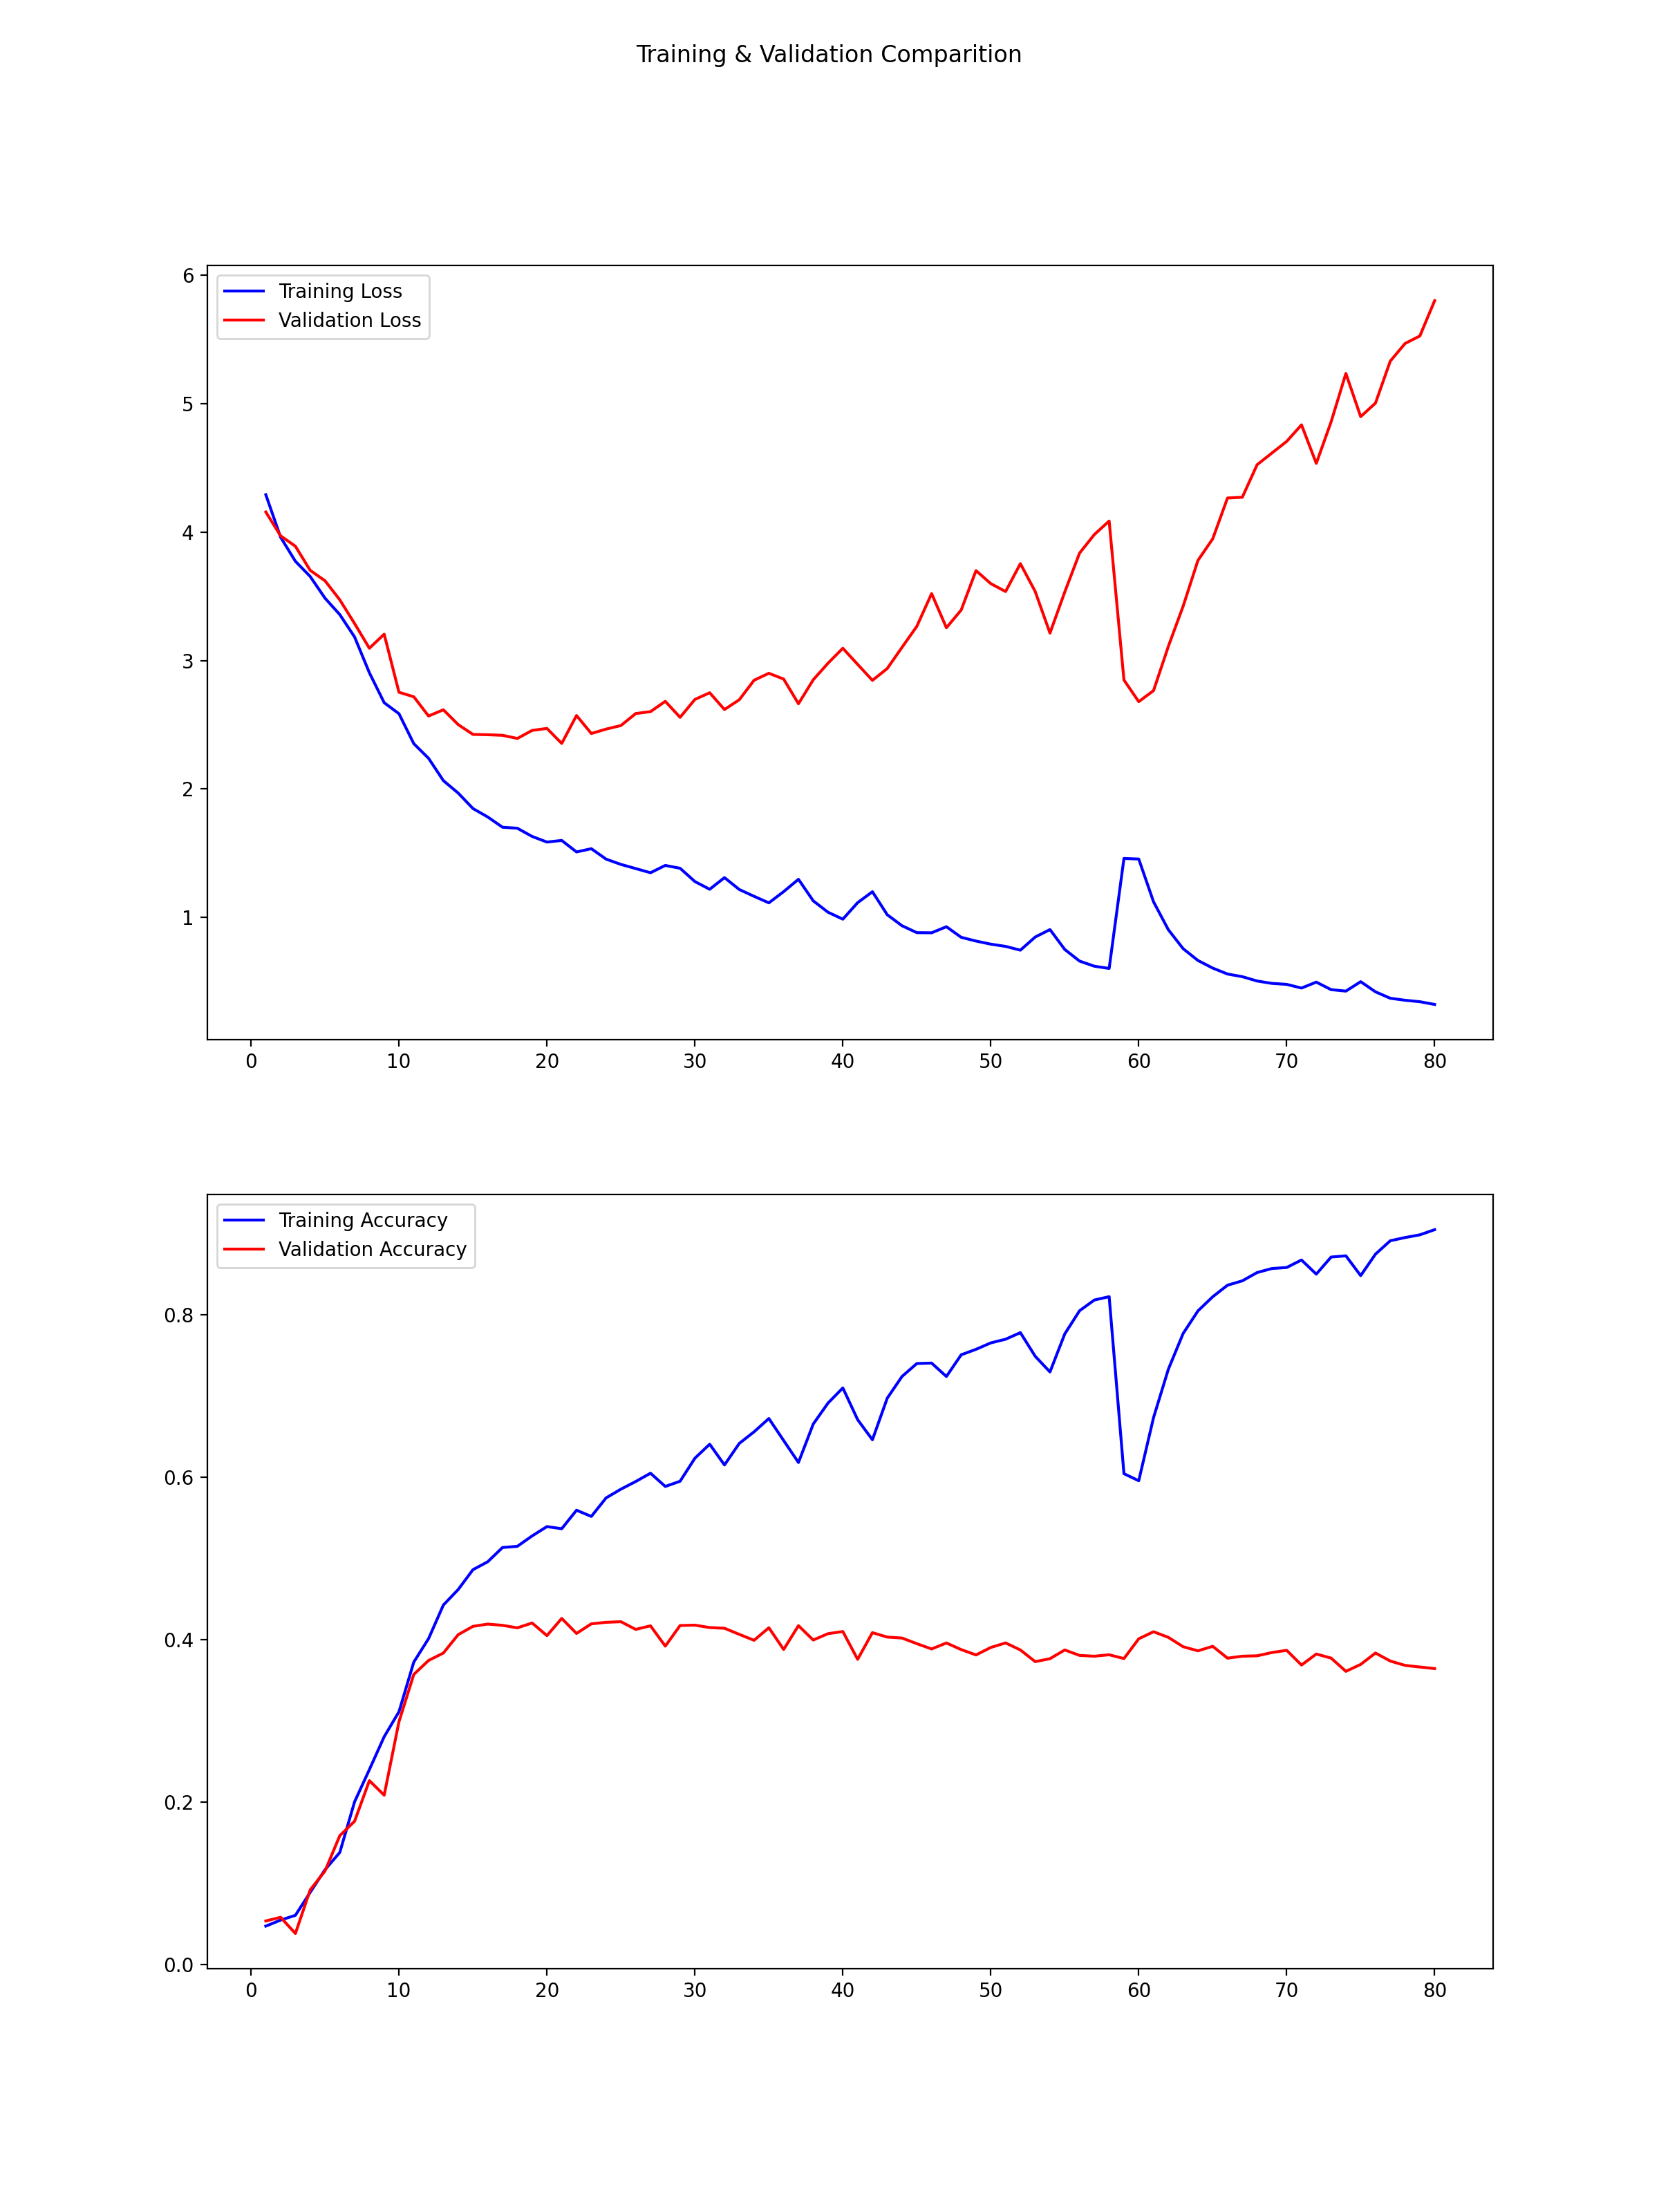 Training & Validation Comparition
6
Training Loss
Validation Loss
5
4
3
2
1
0 10 20 30 40 50 60 70 80
Training Accuracy
Validation Accuracy
0.8
0.6
0.4
0.2
0.0
0 10 20 30 40 50 60 70 80